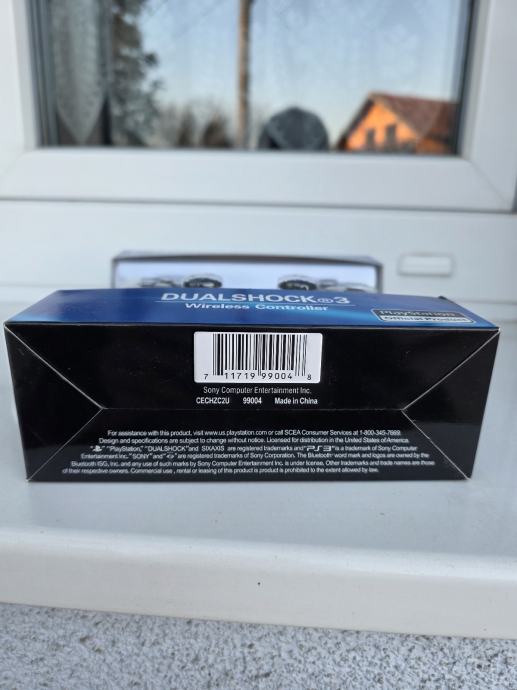 DUALSHOCK®3
Wireless Controller
PlayStation
Official Product
7 11719 99004 8
Sony Computer Entertainment Inc.
CECHZC2U 99004 Made in China
For assistance with this product, visit www.us.playstation.com or call SCEA Consumer Services at 1-800-345-7669.
Design and specifications are subject to change without notice. Licensed for distribution in the United States of America.
"PlayStation," "DUALSHOCK"and SIXAXIS are registered trademarks and "PS3" is a trademark of Sony Computer
Entertainment Inc." SONY" and " " are registered trademarks of Sony Corporation. The Bluetooth® word mark and logos are owned by the
Bluetooth ISG, Inc. and any use of such marks by Sony Computer Entertainment Inc. is under license. Other trademarks and trade names are those
of their respective owners. Commercial use , rental or leasing of this product is product is prohibited to the extent allowed by law.